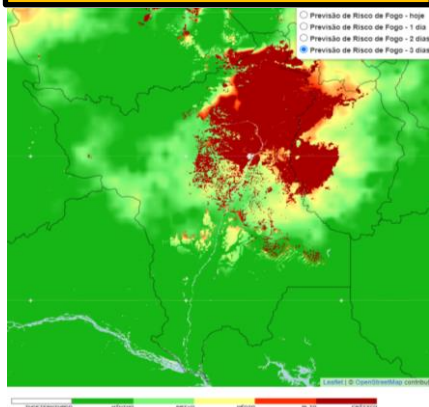 Previsão de Risco de Fogo - hoje
Previsão de Risco de Fogo - 1 dia
Previsão de Risco de Fogo - 2 dias
Previsão de Risco de Fogo - 3 dias
Leaflet | © OpenStreetMap contribut